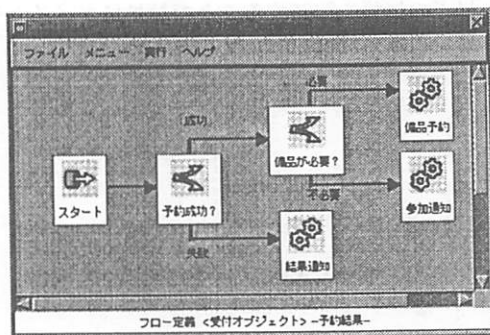 ファイル メニュー 実行 ヘルプ
必要
成功
備品予約
備品が必要?
スタート
予約成功?
不必要
参加通知
失敗
結果通知
フロー定義 <受付オブジェクト> -予約結果-